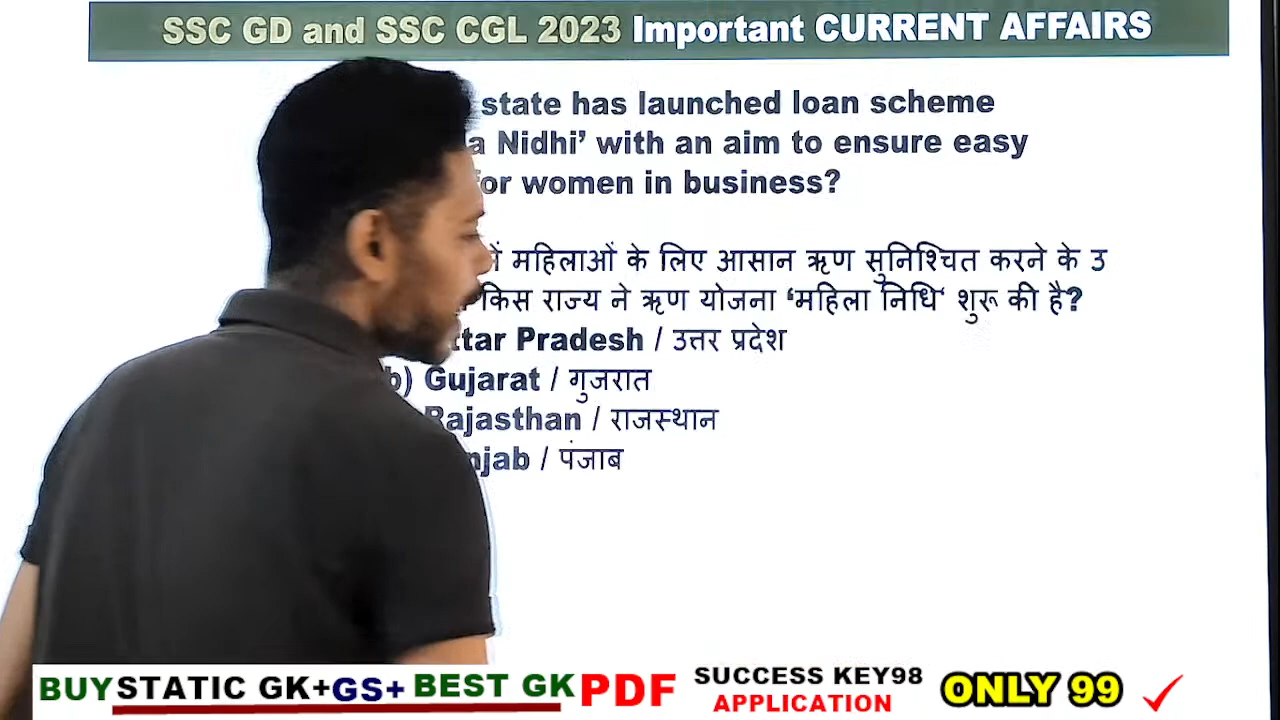 SSC GD and SSC CGL 2023 Important CURRENT AFFAIRS
state has launched loan scheme
Nidhi’ with an aim to ensure easy
for women in business?
महिलाओं के लिए आसान ऋण सुनिश्चित करने के उ
किस राज्य ने ऋण योजना ‘महिला निधि‘ शुरू की है?
Pradesh / उत्तर प्रदेश
b) Gujarat / गुजरात
Rajasthan / राजस्थान
/ पंजाब
BUY STATIC GK+GS+ BEST GK PDF SUCCESS KEY98 APPLICATION ONLY 99